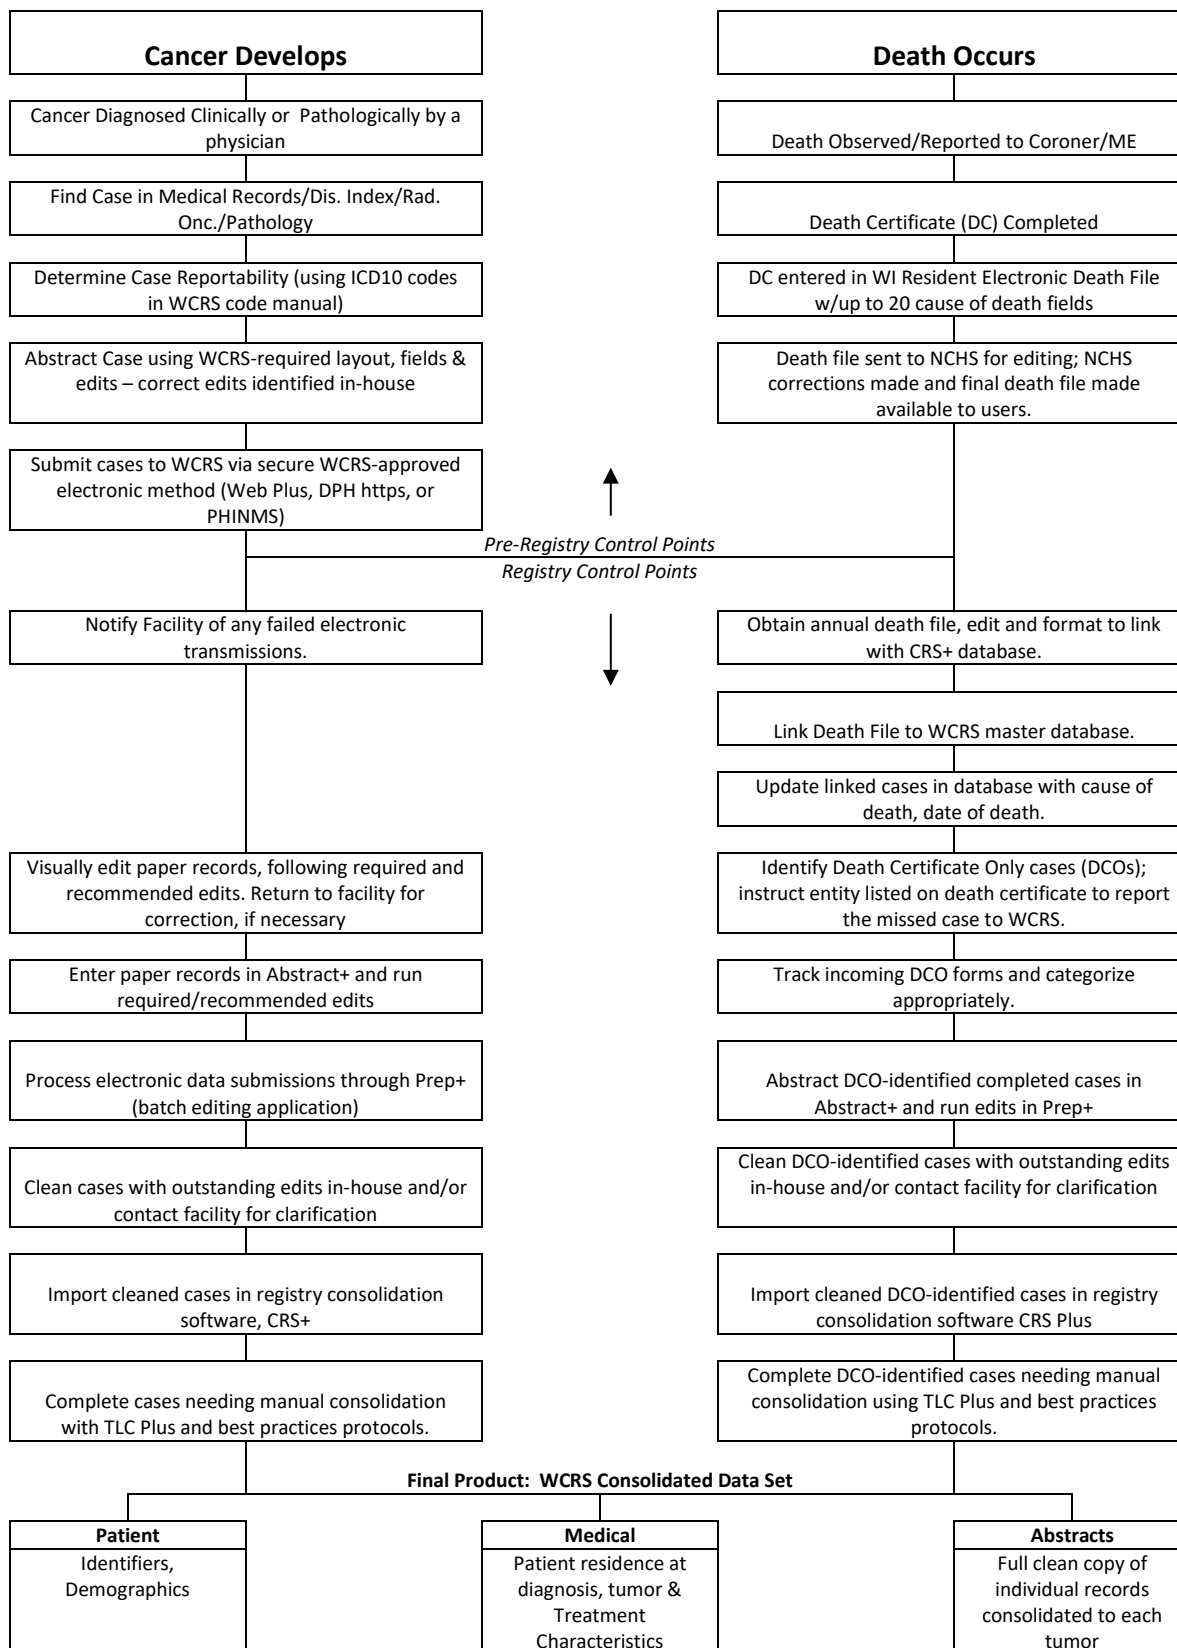 Cancer Develops
Cancer Diagnosed Clinically or Pathologically by a
physician
Find Case in Medical Records/Dis. Index/Rad.
Onc./Pathology
Determine Case Reportability (using ICD10 codes
in WCRS code manual)
Abstract Case using WCRS-required layout, fields &
edits – correct edits identified in-house
Submit cases to WCRS via secure WCRS-approved
electronic method (Web Plus, DPH https, or
PHINMS)
Death Occurs
Death Observed/Reported to Coroner/ME
Death Certificate (DC) Completed
DC entered in WI Resident Electronic Death File
w/up to 20 cause of death fields
Death file sent to NCHS for editing; NCHS
corrections made and final death file made
available to users.
Pre-Registry Control Points
Registry Control Points
Notify Facility of any failed electronic
transmissions.
Visually edit paper records, following required and
recommended edits. Return to facility for
correction, if necessary
Enter paper records in Abstract+ and run
required/recommended edits
Process electronic data submissions through Prep+
(batch editing application)
Clean cases with outstanding edits in-house and/or
contact facility for clarification
Import cleaned cases in registry consolidation
software, CRS+
Complete cases needing manual consolidation
with TLC Plus and best practices protocols.
Obtain annual death file, edit and format to link
with CRS+ database.
Link Death File to WCRS master database.
Update linked cases in database with cause of
death, date of death.
Identify Death Certificate Only cases (DCOs);
instruct entity listed on death certificate to report
the missed case to WCRS.
Track incoming DCO forms and categorize
appropriately.
Abstract DCO-identified completed cases in
Abstract+ and run edits in Prep+
Clean DCO-identified cases with outstanding edits
in-house and/or contact facility for clarification
Import cleaned DCO-identified cases in registry
consolidation software CRS Plus
Complete DCO-identified cases needing manual
consolidation using TLC Plus and best practices
protocols.
Final Product: WCRS Consolidated Data Set
Patient
Identifiers,
Demographics
Medical
Patient residence at
diagnosis, tumor &
Treatment
Characteristics
Abstracts
Full clean copy of
individual records
consolidated to each
tumor